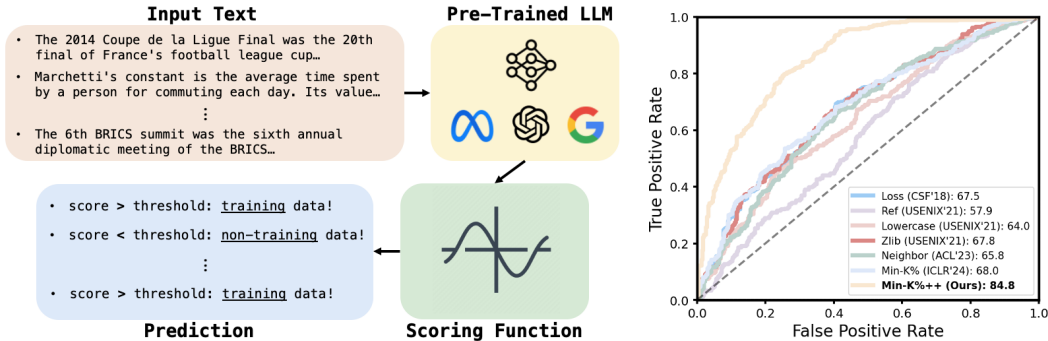 Input Text
• The 2014 Coupe de la Ligue Final was the 20th
final of France's football league cup…
• Marchetti's constant is the average time spent
by a person for commuting each day. Its value…
⋮
• The 6th BRICS summit was the sixth annual
diplomatic meeting of the BRICS…
Pre-Trained LLM
• score > threshold: training data!
• score < threshold: non-training data!
⋮
• score > threshold: training data!
Prediction
Scoring Function
True Positive Rate
1.0
0.8
0.6
0.4
0.2
0.0
0.0 0.2 0.4 0.6 0.8 1.0
False Positive Rate
Loss (CSF'18): 67.5
Ref (USENIX'21): 57.9
Lowercase (USENIX'21): 64.0
Zlib (USENIX'21): 67.8
Neighbor (ACL'23): 65.8
Min-K% (ICLR'24): 68.0
Min-K%++ (Ours): 84.8